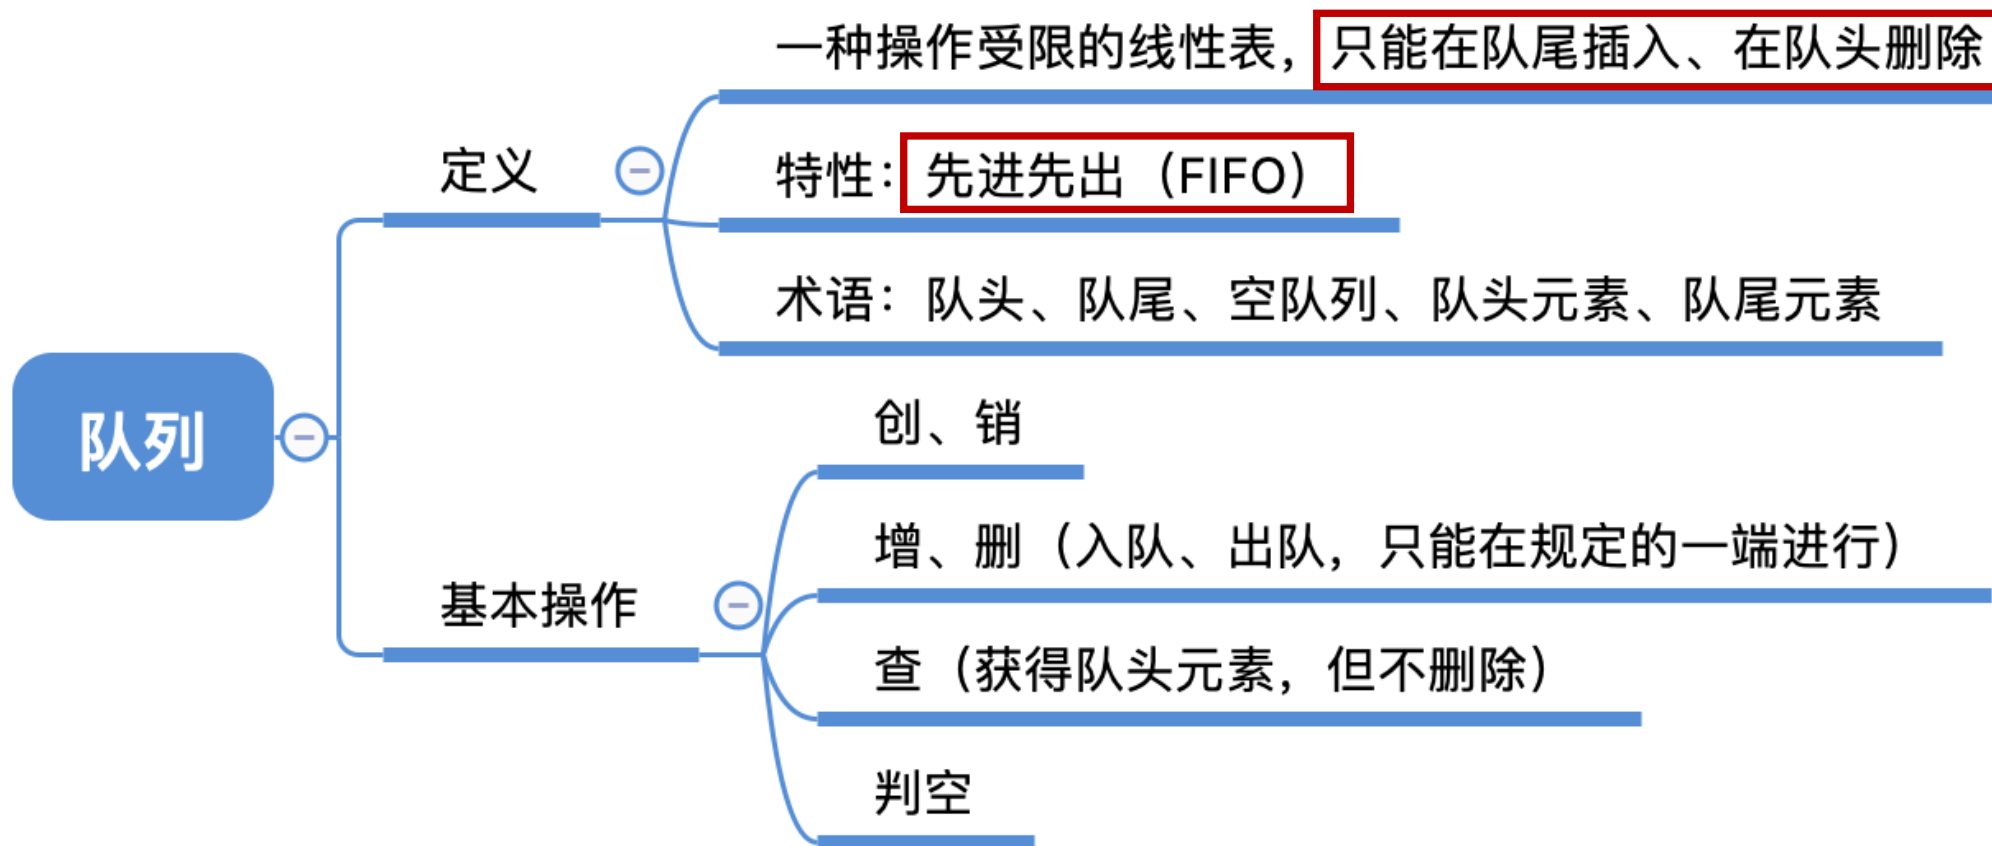 一种操作受限的线性表，只能在队尾插入、在队头删除
定义
特性：先进先出（FIFO）
术语：队头、队尾、空队列、队头元素、队尾元素
队列
创、销
增、删（入队、出队，只能在规定的一端进行）
基本操作
查（获得队头元素，但不删除）
判空